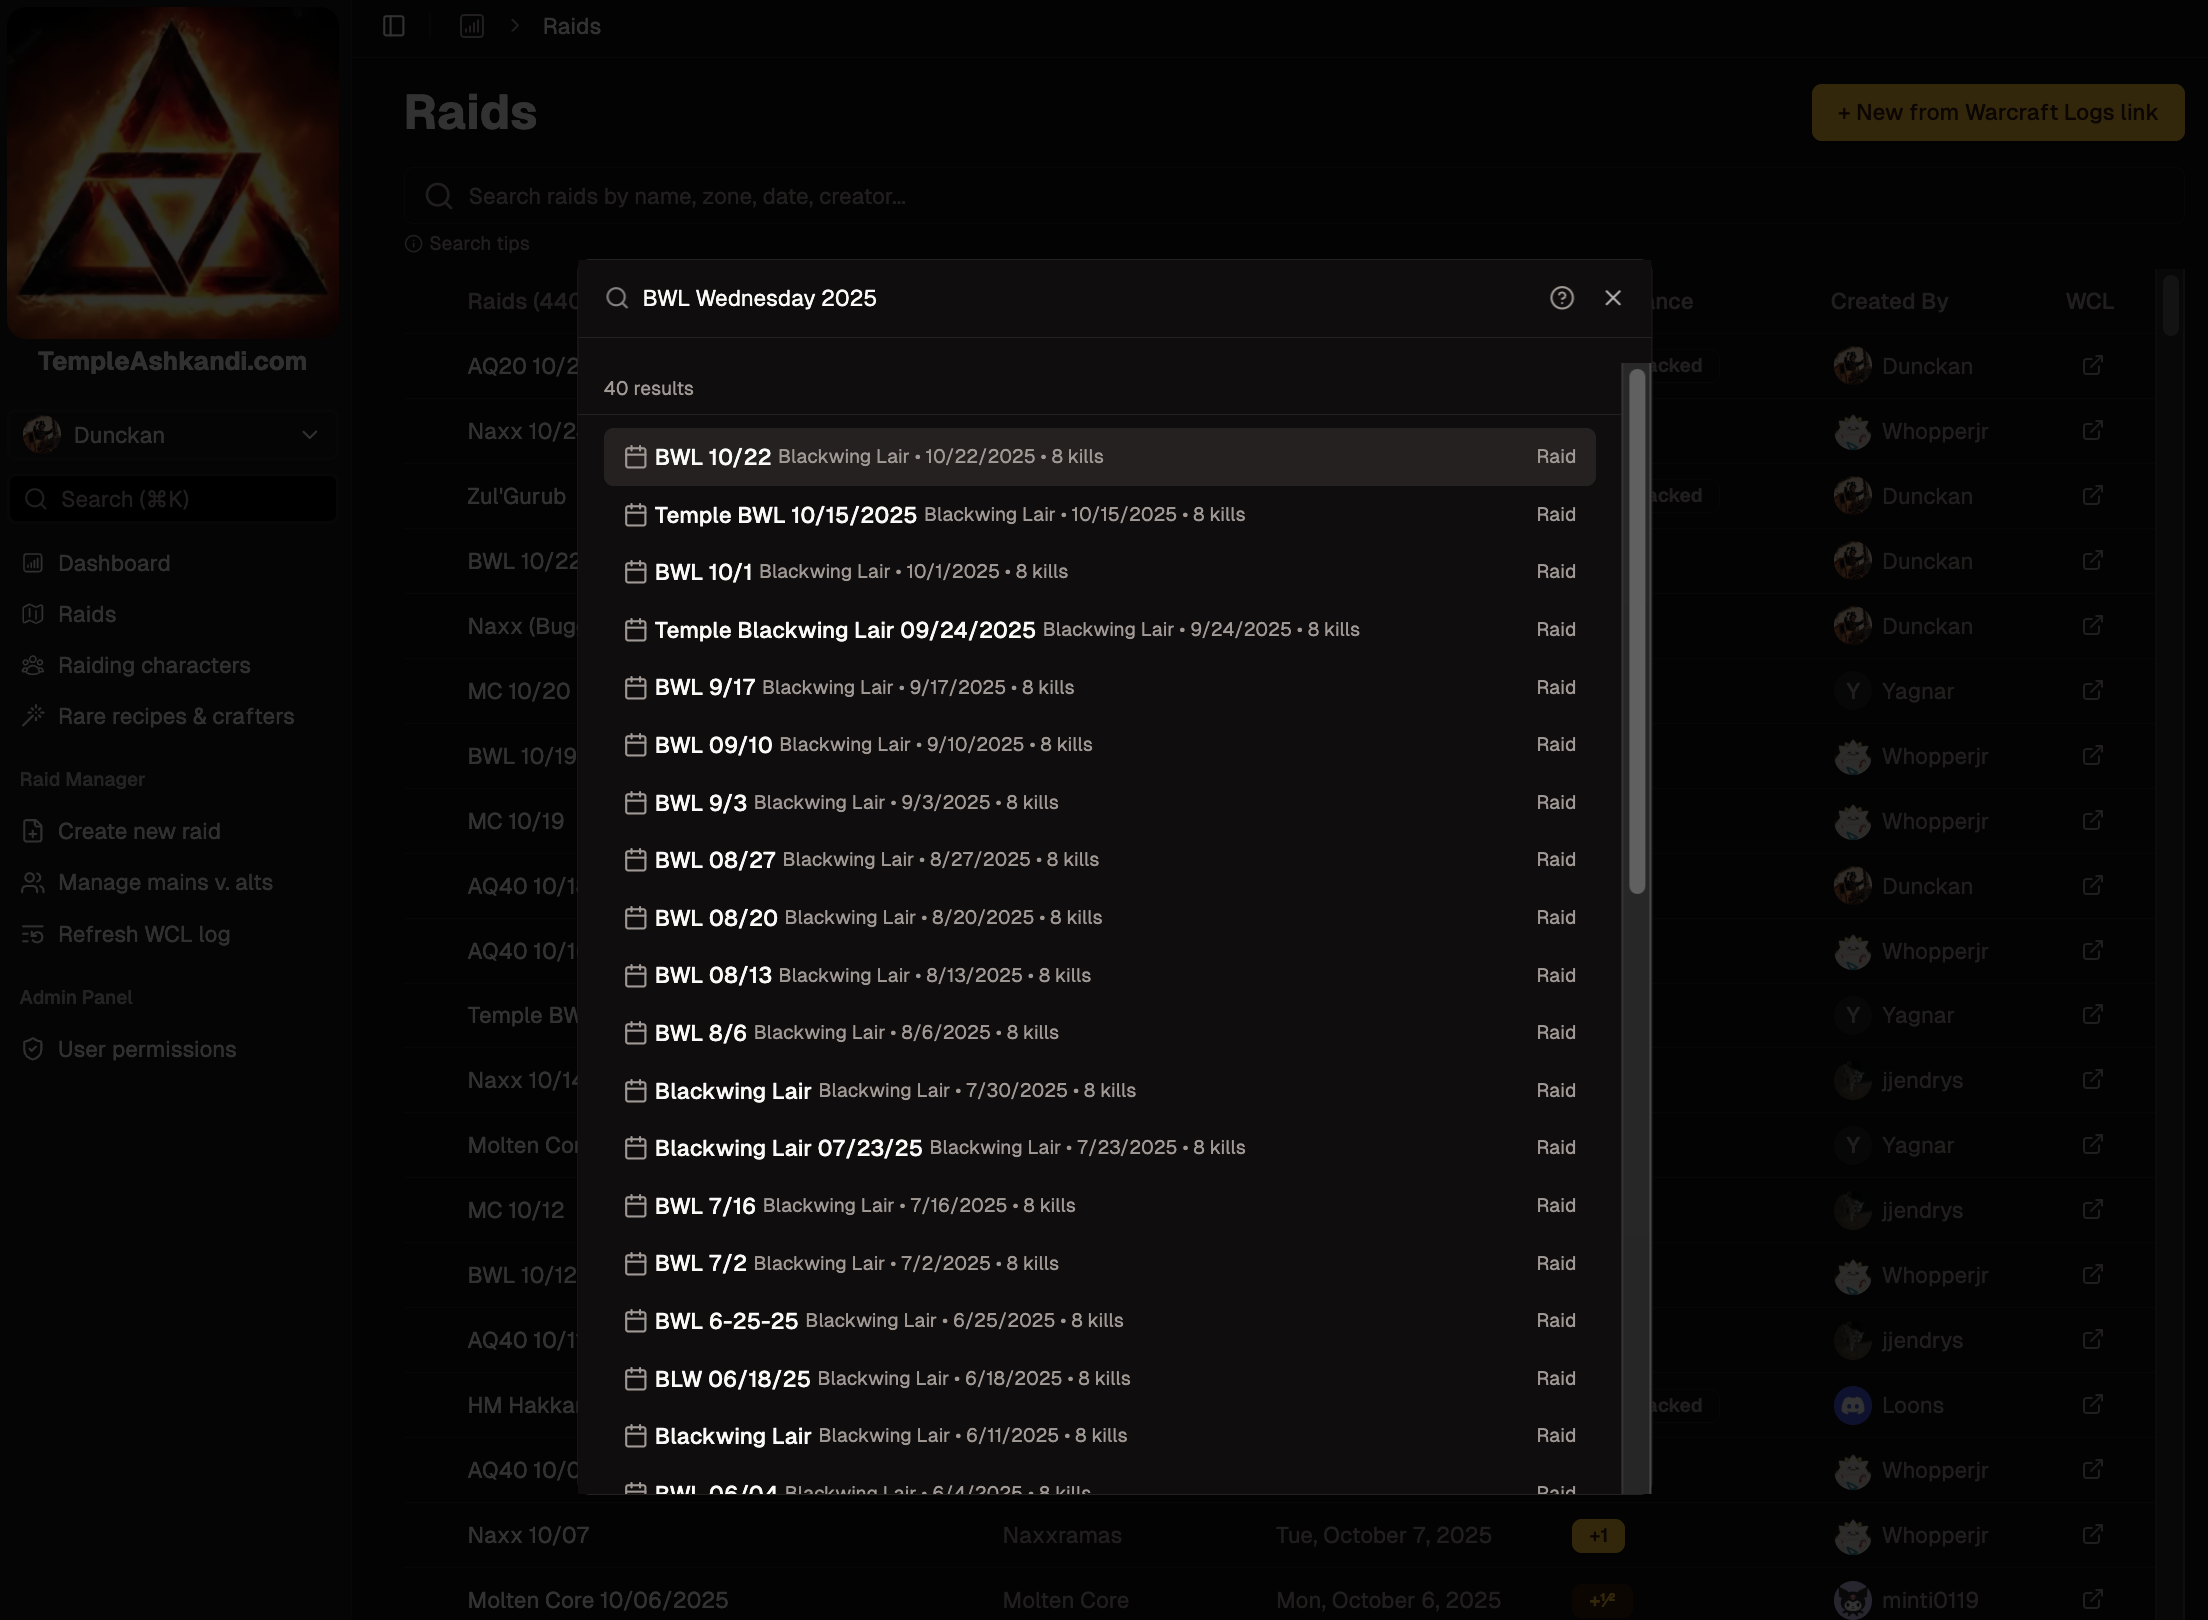 Raids
TempleAshkandi.com
Dunckan
Search (⌘K)
Dashboard
Raids
Raiding characters
Rare recipes & crafters
Raid Manager
Create new raid
Manage mains v. alts
Refresh WCL log
Admin Panel
User permissions
Raids
+ New from Warcraft Logs link
Search raids by name, zone, date, creator...
Search tips
BWL Wednesday 2025
40 results
BWL 10/22 Blackwing Lair • 10/22/2025 • 8 kills Raid
Temple BWL 10/15/2025 Blackwing Lair • 10/15/2025 • 8 kills Raid
BWL 10/1 Blackwing Lair • 10/1/2025 • 8 kills Raid
Temple Blackwing Lair 09/24/2025 Blackwing Lair • 9/24/2025 • 8 kills Raid
BWL 9/17 Blackwing Lair • 9/17/2025 • 8 kills Raid
BWL 09/10 Blackwing Lair • 9/10/2025 • 8 kills Raid
BWL 9/3 Blackwing Lair • 9/3/2025 • 8 kills Raid
BWL 08/27 Blackwing Lair • 8/27/2025 • 8 kills Raid
BWL 08/20 Blackwing Lair • 8/20/2025 • 8 kills Raid
BWL 08/13 Blackwing Lair • 8/13/2025 • 8 kills Raid
BWL 8/6 Blackwing Lair • 8/6/2025 • 8 kills Raid
Blackwing Lair Blackwing Lair • 7/30/2025 • 8 kills Raid
Blackwing Lair 07/23/25 Blackwing Lair • 7/23/2025 • 8 kills Raid
BWL 7/16 Blackwing Lair • 7/16/2025 • 8 kills Raid
BWL 7/2 Blackwing Lair • 7/2/2025 • 8 kills Raid
BWL 6-25-25 Blackwing Lair • 6/25/2025 • 8 kills Raid
BLW 06/18/25 Blackwing Lair • 6/18/2025 • 8 kills Raid
Blackwing Lair Blackwing Lair • 6/11/2025 • 8 kills Raid
BWL 06/04 Blackwing Lair • 6/4/2025 • 8 kills Raid
Raids (440 Created By WCL
AQ20 10/2 Dunckan
Naxx 10/2 Whopperjr
Zul'Gurub Dunckan
BWL 10/22 Dunckan
Naxx (Bug Dunckan
MC 10/20 Y Yagnar
BWL 10/19 Whopperjr
MC 10/19 Whopperjr
AQ40 10/1 Dunckan
AQ40 10/1 Whopperjr
Temple BW Y Yagnar
Naxx 10/14 jjendrys
Molten Cor Y Yagnar
MC 10/12 jjendrys
BWL 10/12 Whopperjr
AQ40 10/1 jjendrys
HM Hakkar Loons
AQ40 10/0 Whopperjr
Naxx 10/07 Naxxramas Tue, October 7, 2025 +1 Whopperjr
Molten Core 10/06/2025 Molten Core Mon, October 6, 2025 +½ minti0119